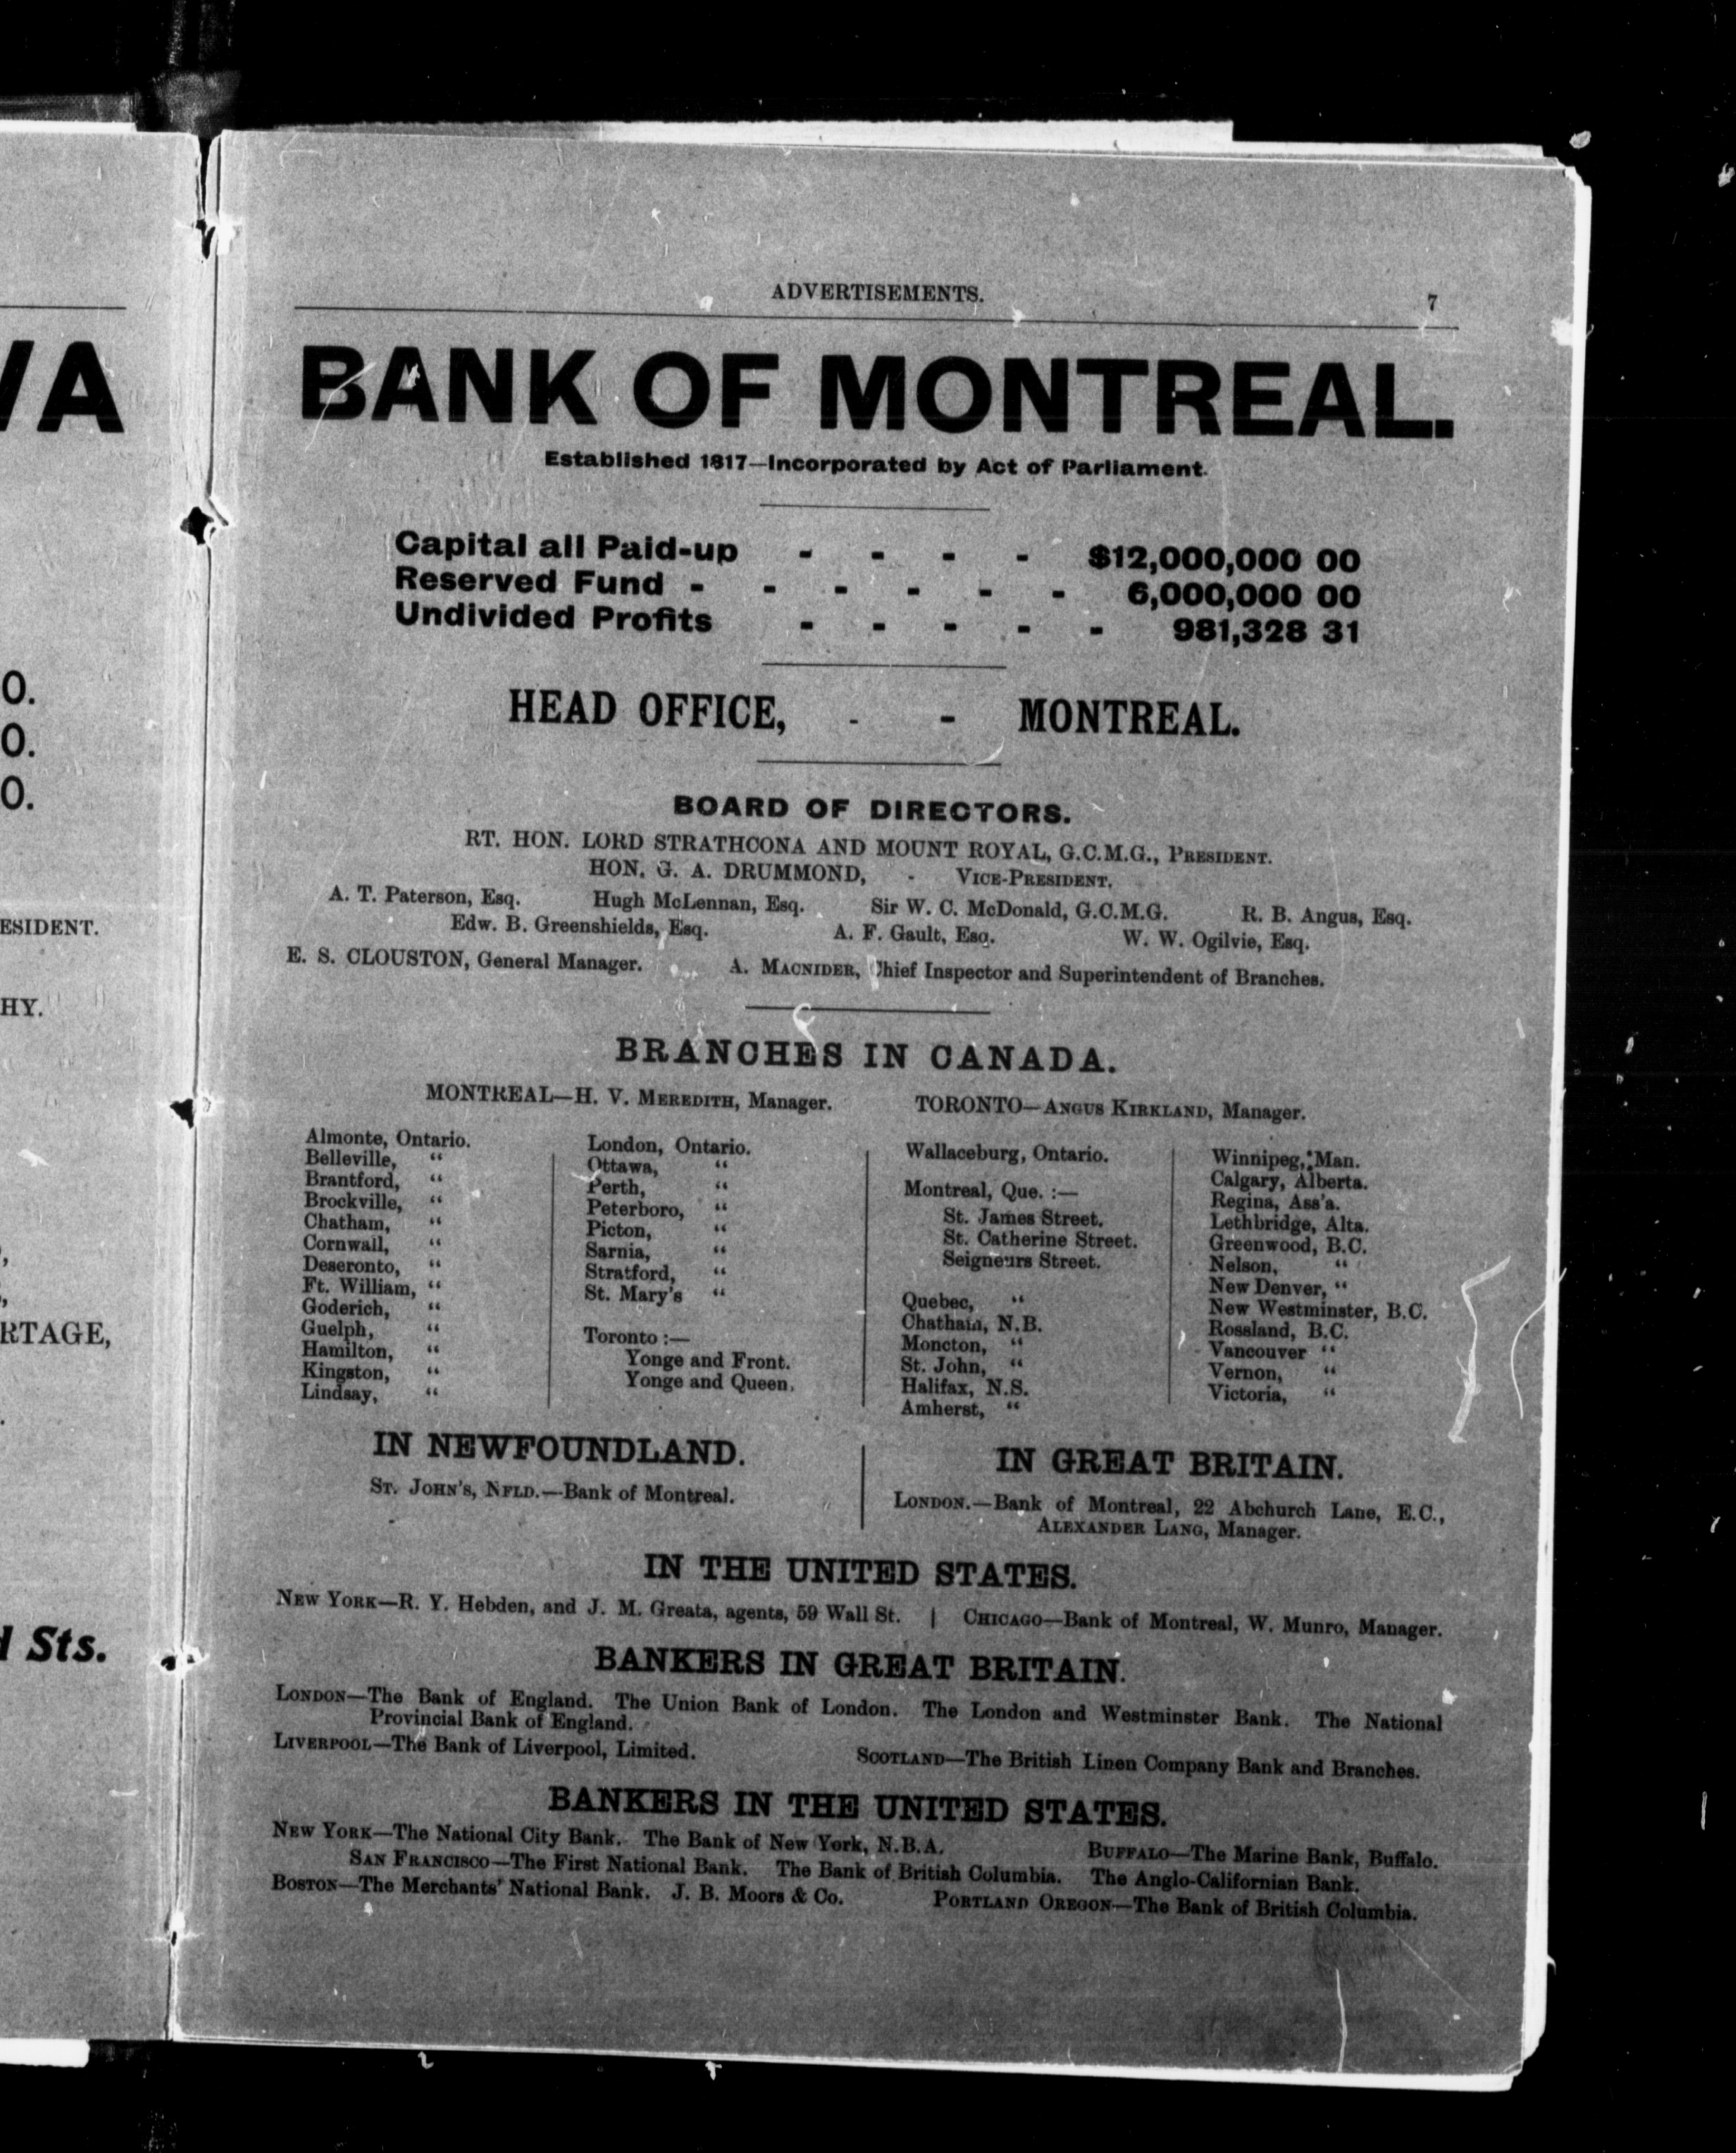 ADVERTISEMENTS. 7
BANK OF MONTREAL.
Established 1817—Incorporated by Act of Parliament.
Capital all Paid-up - - - - $12,000,000 00
Reserved Fund - - - - - - 6,000,000 00
Undivided Profits - - - - - 981,328 31
HEAD OFFICE, - - MONTREAL.
BOARD OF DIRECTORS.
RT. HON. LORD STRATHCONA AND MOUNT ROYAL, G.C.M.G., PRESIDENT.
HON. G. A. DRUMMOND, - VICE-PRESIDENT.
A. T. Paterson, Esq. Hugh McLennan, Esq. Sir W. C. McDonald, G.C.M.G. R. B. Angus, Esq.
Edw. B. Greenshields, Esq. A. F. Gault, Esq. W. W. Ogilvie, Esq.
E. S. CLOUSTON, General Manager. A. MACNIDER, Chief Inspector and Superintendent of Branches.
BRANCHES IN CANADA.
MONTREAL—H. V. MEREDITH, Manager. TORONTO—ANGUS KIRKLAND, Manager.
Almonte, Ontario.
Belleville, “
Brantford, “
Brockville, “
Chatham, “
Cornwall, “
Deseronto, “
Ft. William, “
Goderich, “
Guelph, “
Hamilton, “
Kingston, “
Lindsay, “
London, Ontario.
Ottawa, “
Perth, “
Peterboro, “
Picton, “
Sarnia, “
Stratford, “
St. Mary's “
Toronto :—
Yonge and Front.
Yonge and Queen.
Wallaceburg, Ontario.
Montreal, Que. :—
St. James Street.
St. Catherine Street.
Seigneurs Street.
Quebec, “
Chatham, N.B.
Moncton, “
St. John, “
Halifax, N.S.
Amherst, “
Winnipeg, Man.
Calgary, Alberta.
Regina, Ass'a.
Lethbridge, Alta.
Greenwood, B.C.
Nelson, “
New Denver, “
New Westminster, B.C.
Rossland, B.C.
Vancouver “
Vernon, “
Victoria, “
IN NEWFOUNDLAND.
ST. JOHN'S, NFLD.—Bank of Montreal.
IN GREAT BRITAIN.
LONDON.—Bank of Montreal, 22 Abchurch Lane, E.C.,
ALEXANDER LANG, Manager.
IN THE UNITED STATES.
NEW YORK—R. Y. Hebden, and J. M. Greata, agents, 59 Wall St. | CHICAGO—Bank of Montreal, W. Munro, Manager.
BANKERS IN GREAT BRITAIN.
LONDON—The Bank of England. The Union Bank of London. The London and Westminster Bank. The National
Provincial Bank of England.
LIVERPOOL—The Bank of Liverpool, Limited. SCOTLAND—The British Linen Company Bank and Branches.
BANKERS IN THE UNITED STATES.
NEW YORK—The National City Bank. The Bank of New York, N.B.A. BUFFALO—The Marine Bank, Buffalo.
SAN FRANCISCO—The First National Bank. The Bank of British Columbia. The Anglo-Californian Bank.
BOSTON—The Merchants' National Bank. J. B. Moors & Co. PORTLAND OREGON—The Bank of British Columbia.